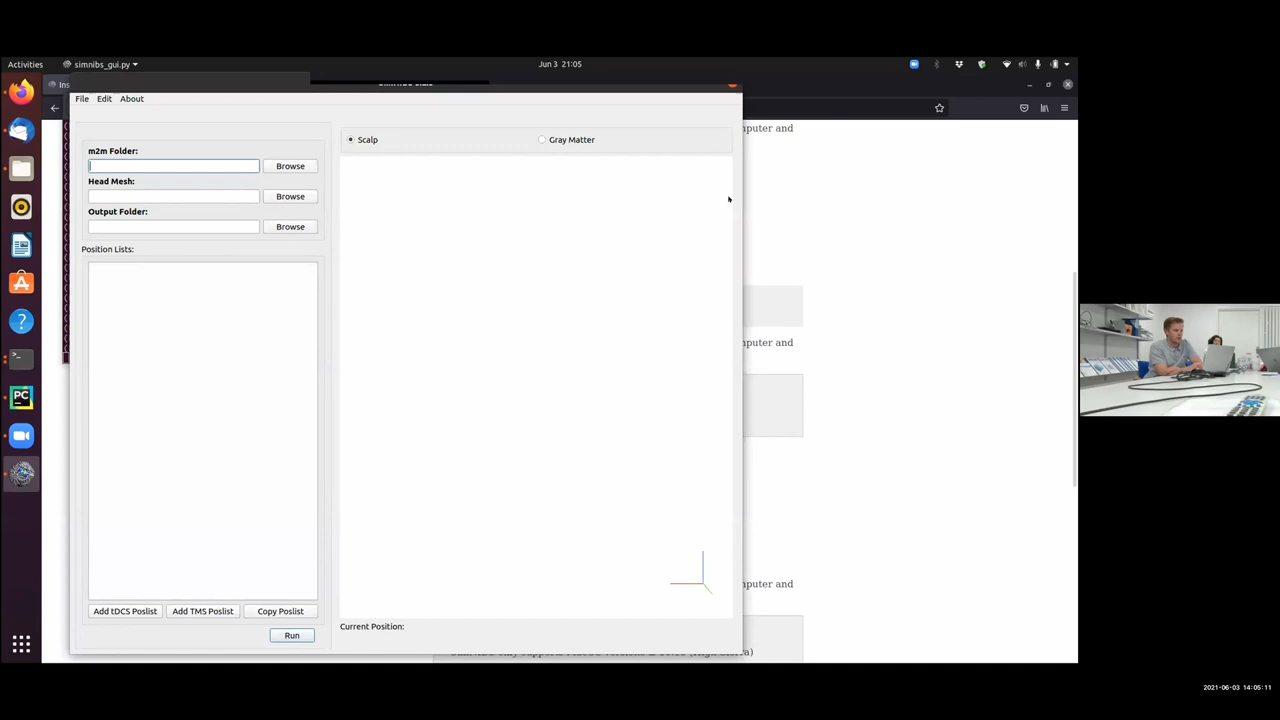 Activities
simnibs_gui.py
Jun 3 21:05
Ins
File Edit About
Scalp
Gray Matter
m2m Folder:
Browse
Head Mesh:
Browse
Output Folder:
Browse
Position Lists:
Add tDCS Poslist
Add TMS Poslist
Copy Poslist
Run
Current Position:
puter and
puter and
puter and
PC
2021-06-03 14:05:11